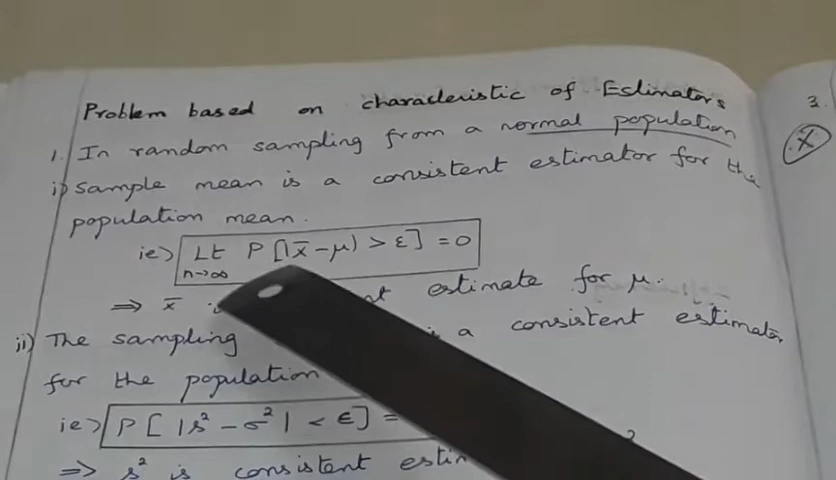 Problem based on characteristic of Estimators
1. In random sampling from a normal population
i) Sample mean is a consistent estimator for the
population mean.
ie> Lt P[|x̄-μ) > ε] = 0
n→∞
⇒ x̄ estimate for μ.
ii) The sampling is a consistent estimator
for the population
ie> P[|s² - σ²| < ε] =
⇒ s² is consistent
3.
x